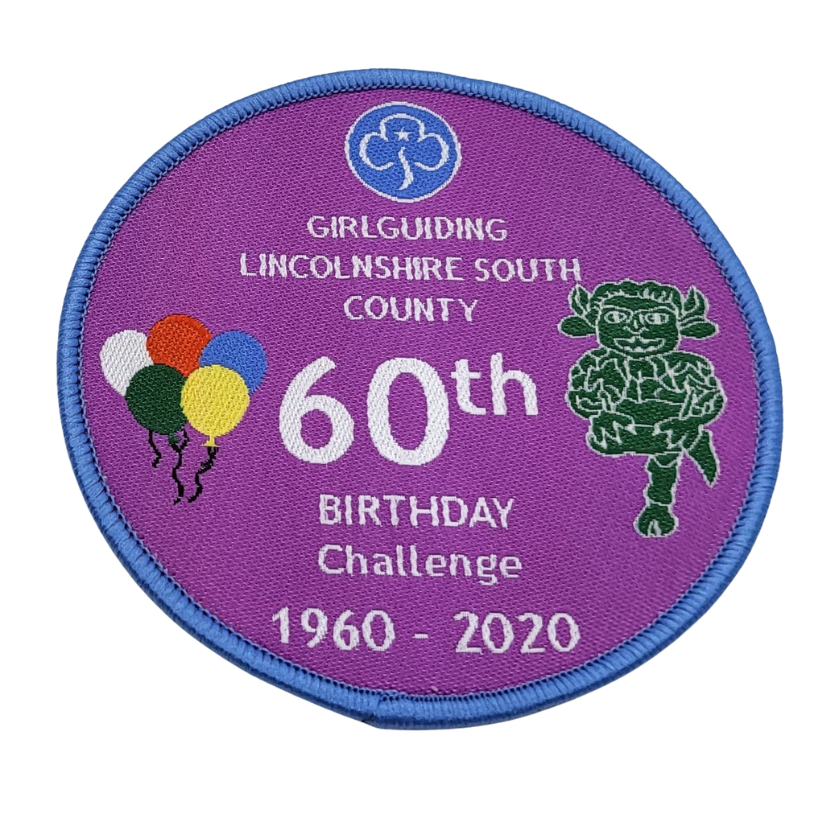 GIRLGUIDING
LINCOLNSHIRE SOUTH
COUNTY
60th
BIRTHDAY
Challenge
1960 - 2020